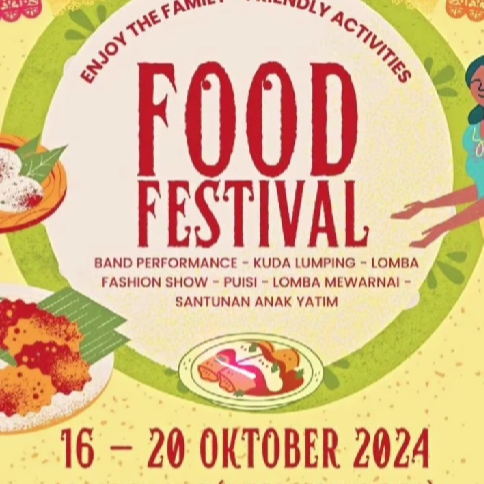 ENJOY THE FAMILY - FRIENDLY ACTIVITIES
FOOD
FESTIVAL
BAND PERFORMANCE - KUDA LUMPING - LOMBA
FASHION SHOW - PUISI - LOMBA MEWARNAI -
SANTUNAN ANAK YATIM
16 – 20 OKTOBER 2024